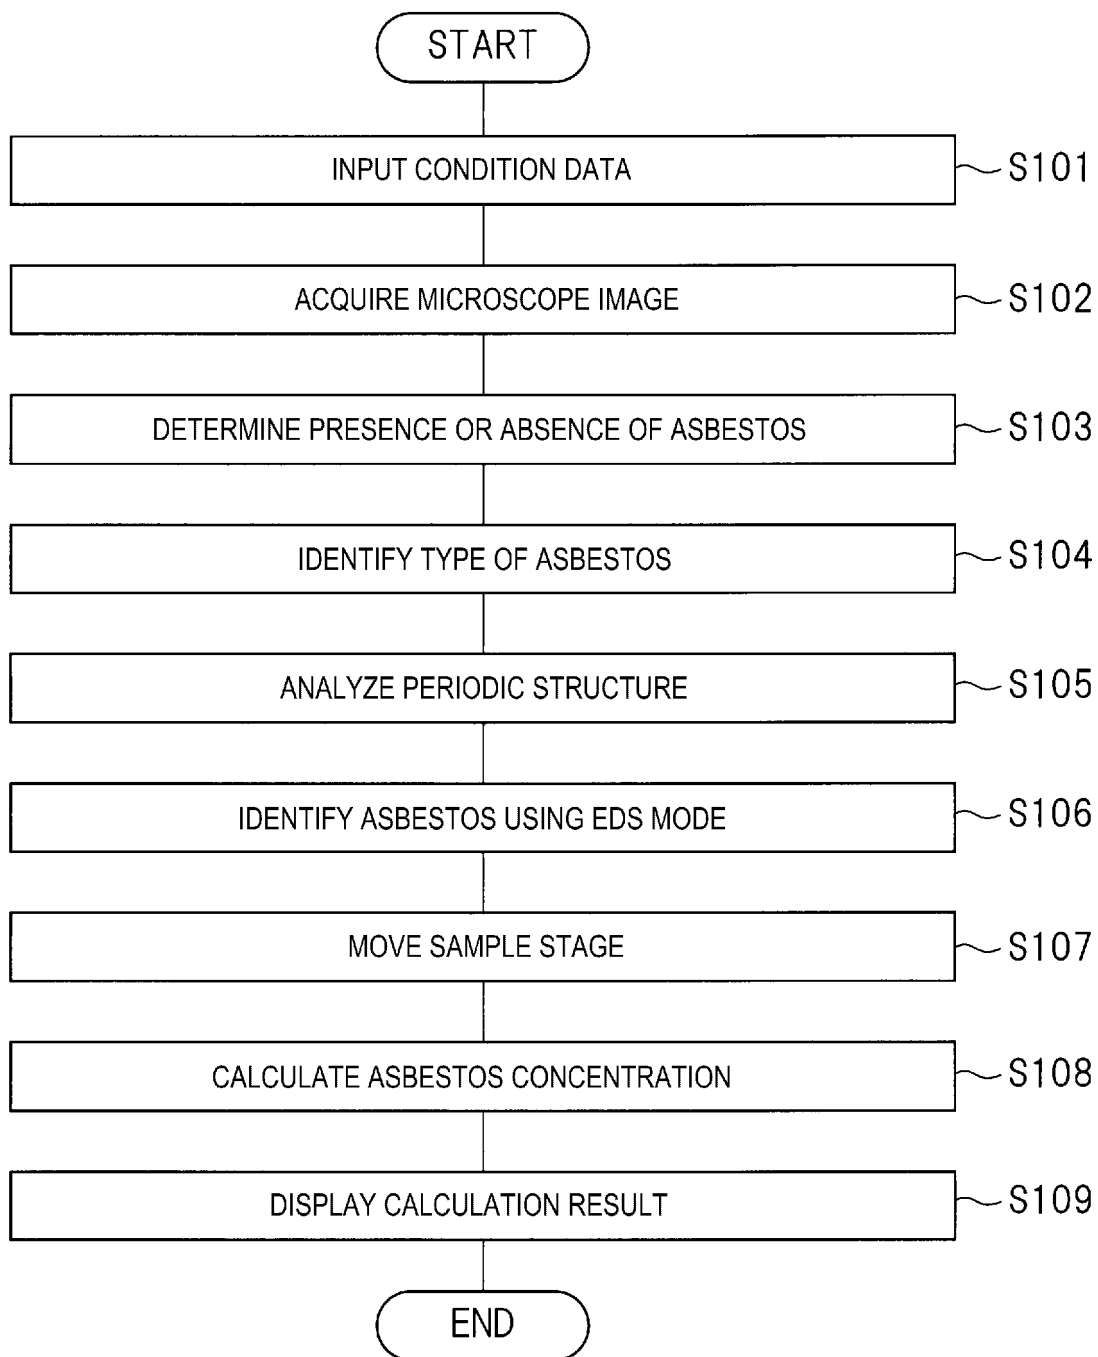 START
INPUT CONDITION DATA S101
ACQUIRE MICROSCOPE IMAGE S102
DETERMINE PRESENCE OR ABSENCE OF ASBESTOS S103
IDENTIFY TYPE OF ASBESTOS S104
ANALYZE PERIODIC STRUCTURE S105
IDENTIFY ASBESTOS USING EDS MODE S106
MOVE SAMPLE STAGE S107
CALCULATE ASBESTOS CONCENTRATION S108
DISPLAY CALCULATION RESULT S109
END